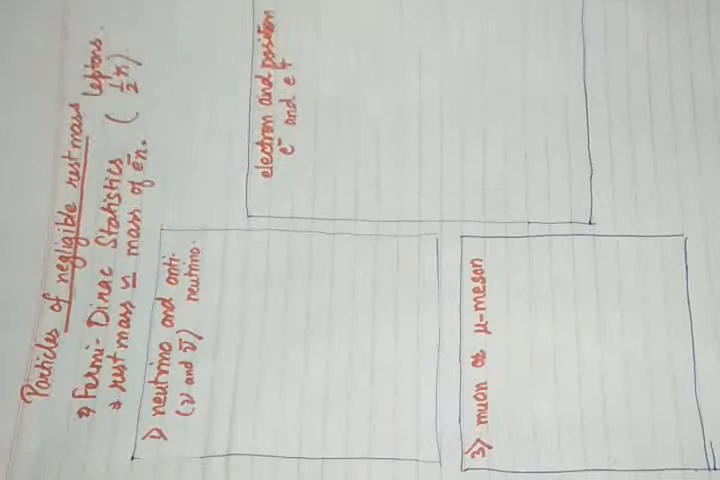 Particles of negligible rest mass Leptons.
⇒ Fermi-Dirac Statistics (½ℏ)
⇒ rest mass ≃ mass of ēn.
1) neutrino and anti-
(ν and ν̄) neutrino.
electron and positron
e⁻ and e⁺
3) muon or μ-meson